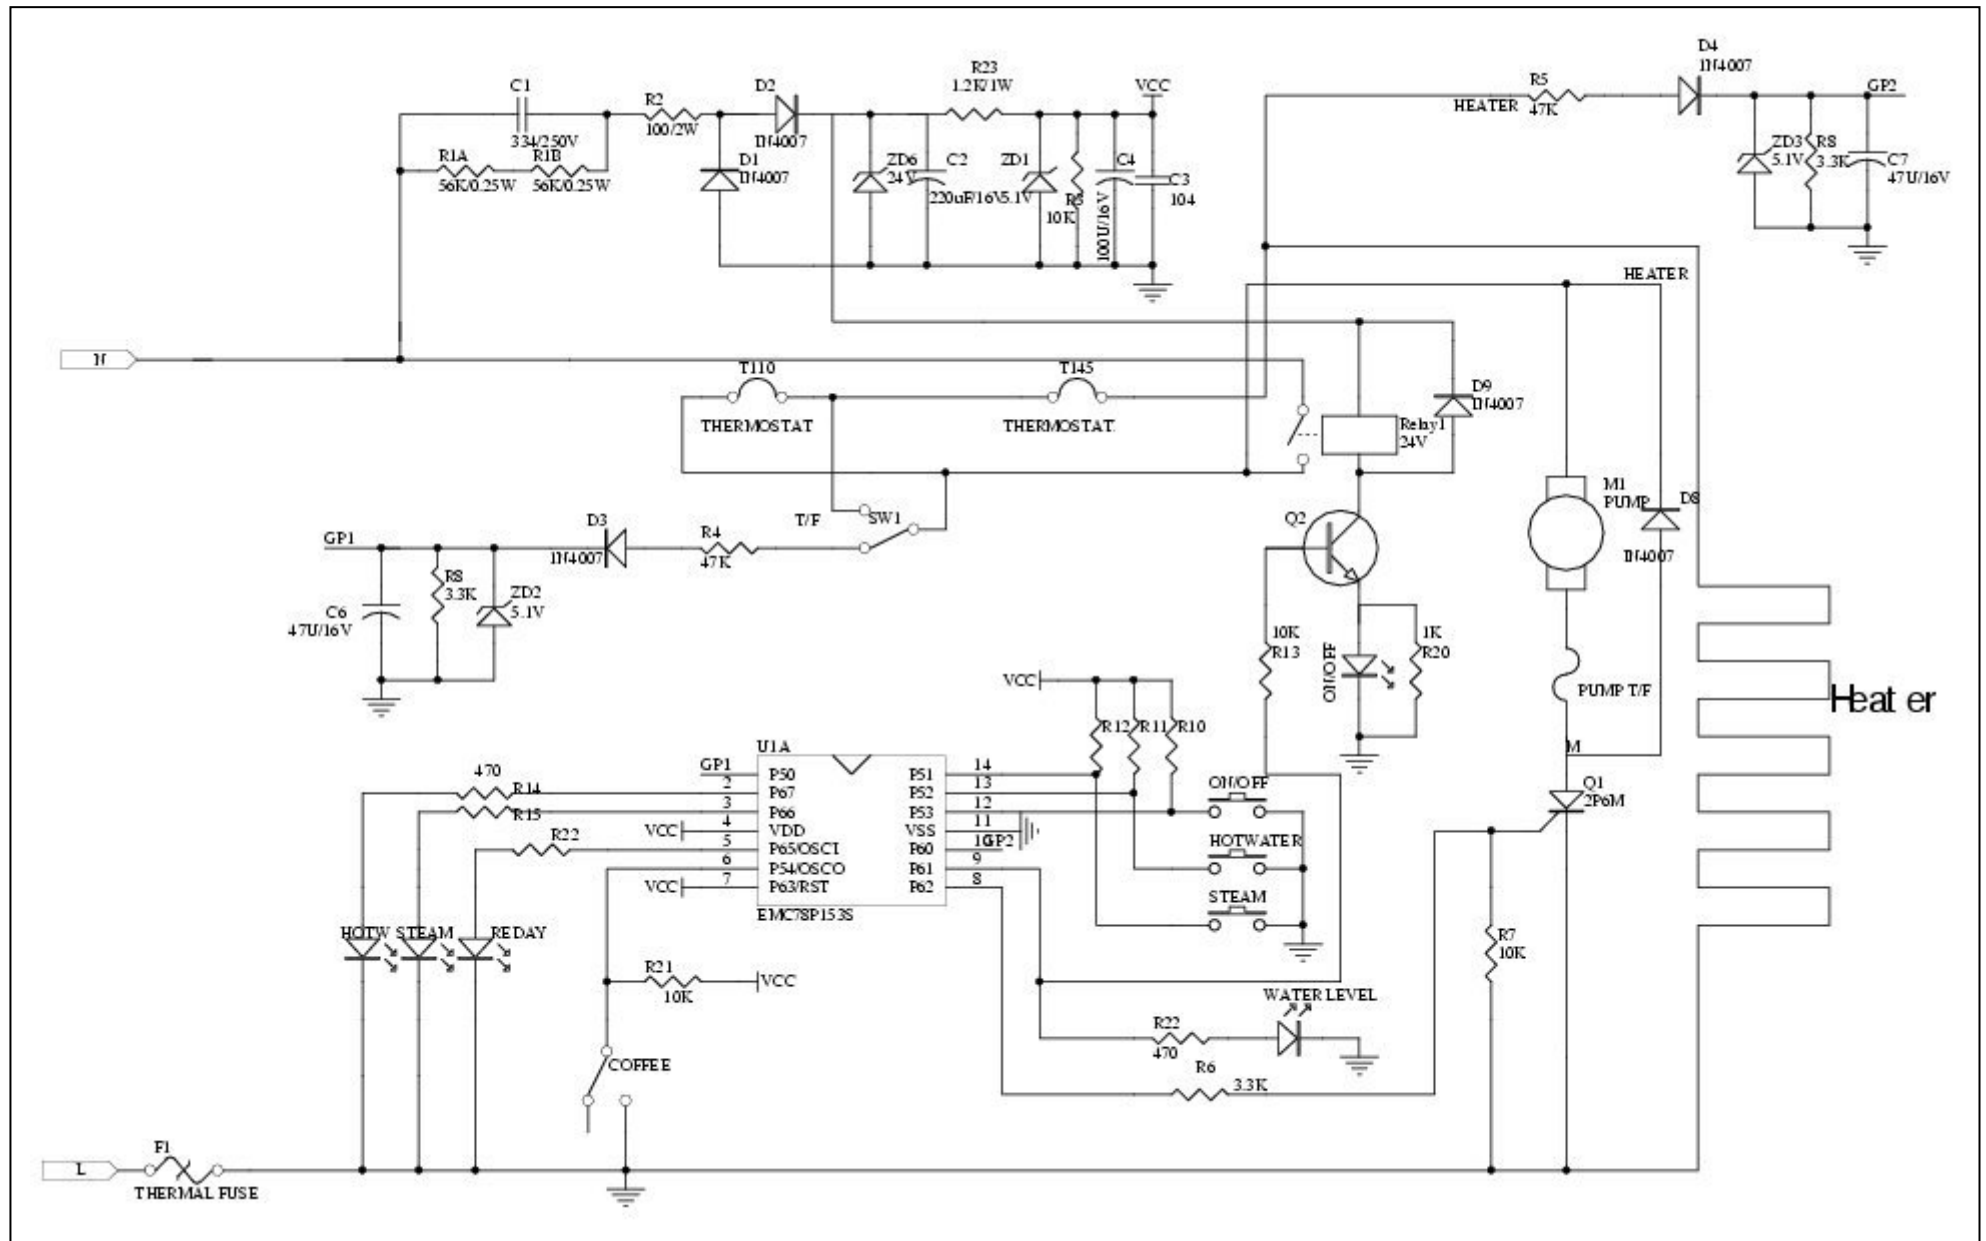 C1
334/250V
R1A
56K/0.25W
R1B
56K/0.25W
R2
100/2W
D2
IN4007
D1
IN4007
R23
1.2K/1W
ZD6
24V
C2
220uF/16V
ZD1
5.1V
R3
10K
C4
100U/16V
C3
104
VCC
HEATER
R5
47K
D4
IN4007
GP2
ZD3
5.1V
R8
3.3K
C7
47U/16V
HEATER
N
T110
THERMOSTAT
T145
THERMOSTAT
Relay1
24V
D9
IN4007
T/F
SW1
GP1
D3
IN4007
R4
47K
C6
47U/16V
R8
3.3K
ZD2
5.1V
Q2
M1
PUMP
D8
IN4007
10K
R13
ON/OFF
1K
R20
PUMP T/F
Heater
M
Q1
2P6M
VCC
R12
R11
R10
U1A
GP1
P50
P51
14
2
P67
P52
13
3
P66
P53
12
VCC
4
VDD
VSS
11
5
P65/OSCI
P60
10
GP2
6
P54/OSCO
P61
9
VCC
7
P63/RST
P62
8
EMC78P153S
470
R14
R15
R22
ON/OFF
HOTWATER
STEAM
HOTW
STEAM
REDAY
R21
10K
VCC
COFFEE
WATER LEVEL
R22
470
R6
3.3K
R7
10K
L
F1
THERMAL FUSE